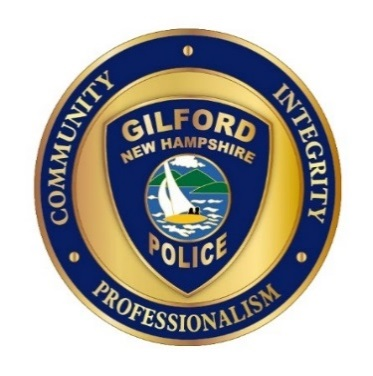 COMMUNITY
INTEGRITY
GILFORD
NEW HAMPSHIRE
POLICE
PROFESSIONALISM